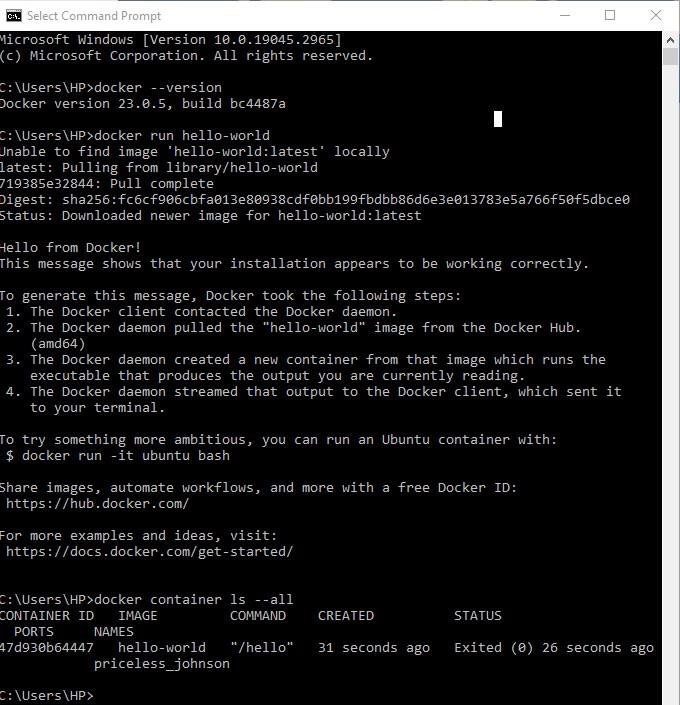 Select Command Prompt
Microsoft Windows [Version 10.0.19045.2965]
(c) Microsoft Corporation. All rights reserved.
C:\Users\HP>docker --version
Docker version 23.0.5, build bc4487a
C:\Users\HP>docker run hello-world
Unable to find image 'hello-world:latest' locally
latest: Pulling from library/hello-world
719385e32844: Pull complete
Digest: sha256:fc6cf906cbfa013e80938cdf0bb199fbdbb86d6e3e013783e5a766f50f5dbce0
Status: Downloaded newer image for hello-world:latest
Hello from Docker!
This message shows that your installation appears to be working correctly.
To generate this message, Docker took the following steps:
1. The Docker client contacted the Docker daemon.
2. The Docker daemon pulled the "hello-world" image from the Docker Hub.
(amd64)
3. The Docker daemon created a new container from that image which runs the
executable that produces the output you are currently reading.
4. The Docker daemon streamed that output to the Docker client, which sent it
to your terminal.
To try something more ambitious, you can run an Ubuntu container with:
$ docker run -it ubuntu bash
Share images, automate workflows, and more with a free Docker ID:
https://hub.docker.com/
For more examples and ideas, visit:
https://docs.docker.com/get-started/
C:\Users\HP>docker container ls --all
CONTAINER ID   IMAGE         COMMAND    CREATED          STATUS
PORTS     NAMES
47d930b64447   hello-world   "/hello"   31 seconds ago   Exited (0) 26 seconds ago
priceless_johnson
C:\Users\HP>